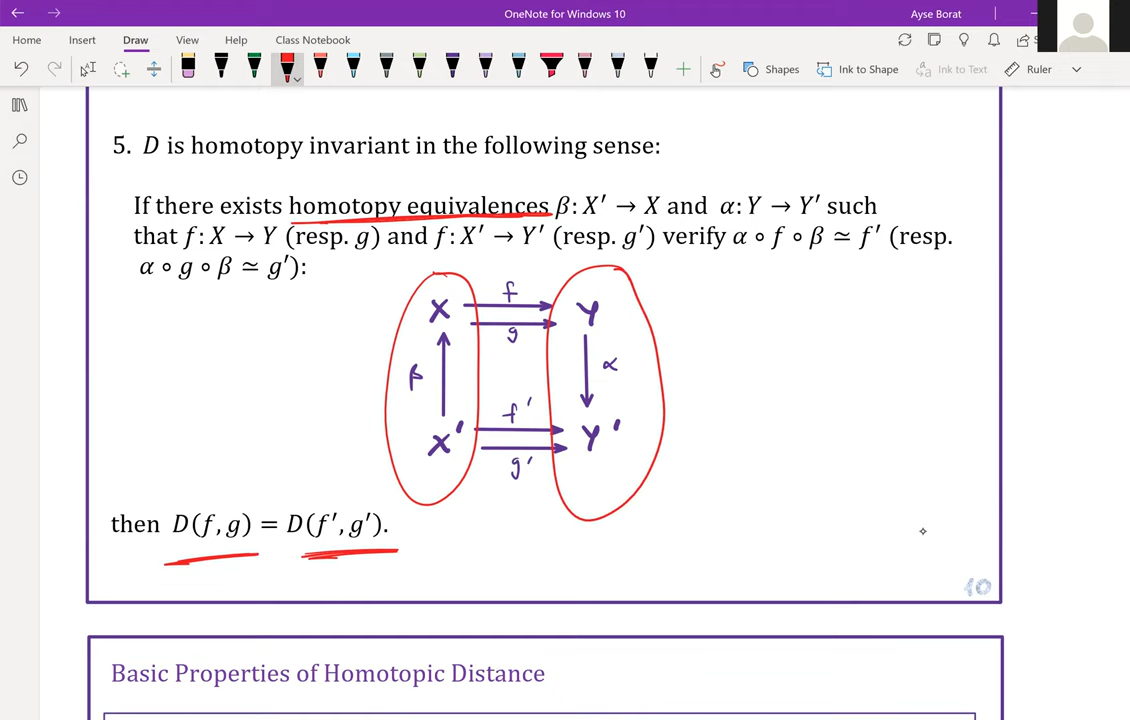 OneNote for Windows 10
Ayse Borat
Home Insert Draw View Help Class Notebook
Shapes Ink to Shape Ink to Text Ruler
5. D is homotopy invariant in the following sense:
If there exists homotopy equivalences β: X′ → X and α: Y → Y′ such
that f: X → Y (resp. g) and f: X′ → Y′ (resp. g′) verify α ∘ f ∘ β ≃ f′ (resp.
α ∘ g ∘ β ≃ g′):
f
X Y
g
β α
f′
X′ Y′
g′
then D(f, g) = D(f′, g′).
10
Basic Properties of Homotopic Distance